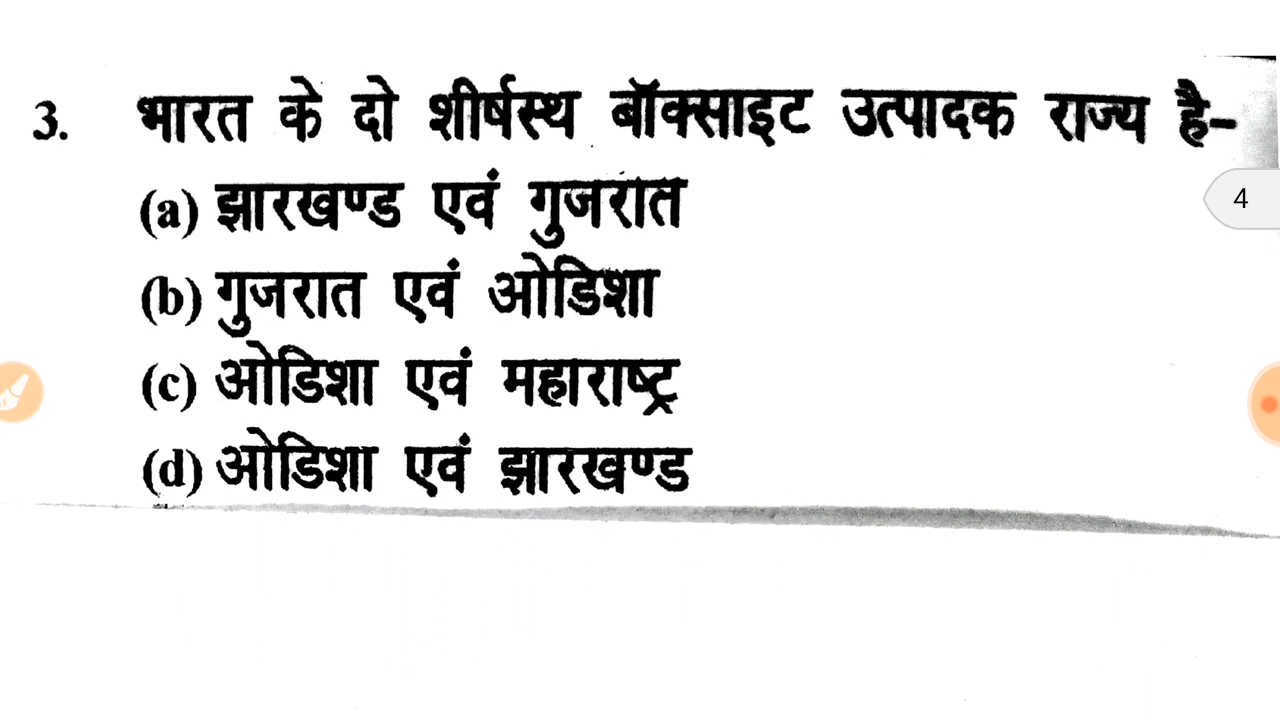 3. भारत के दो शीर्षस्थ बॉक्साइट उत्पादक राज्य है–
(a) झारखण्ड एवं गुजरात
4
(b) गुजरात एवं ओडिशा
(c) ओडिशा एवं महाराष्ट्र
(d) ओडिशा एवं झारखण्ड